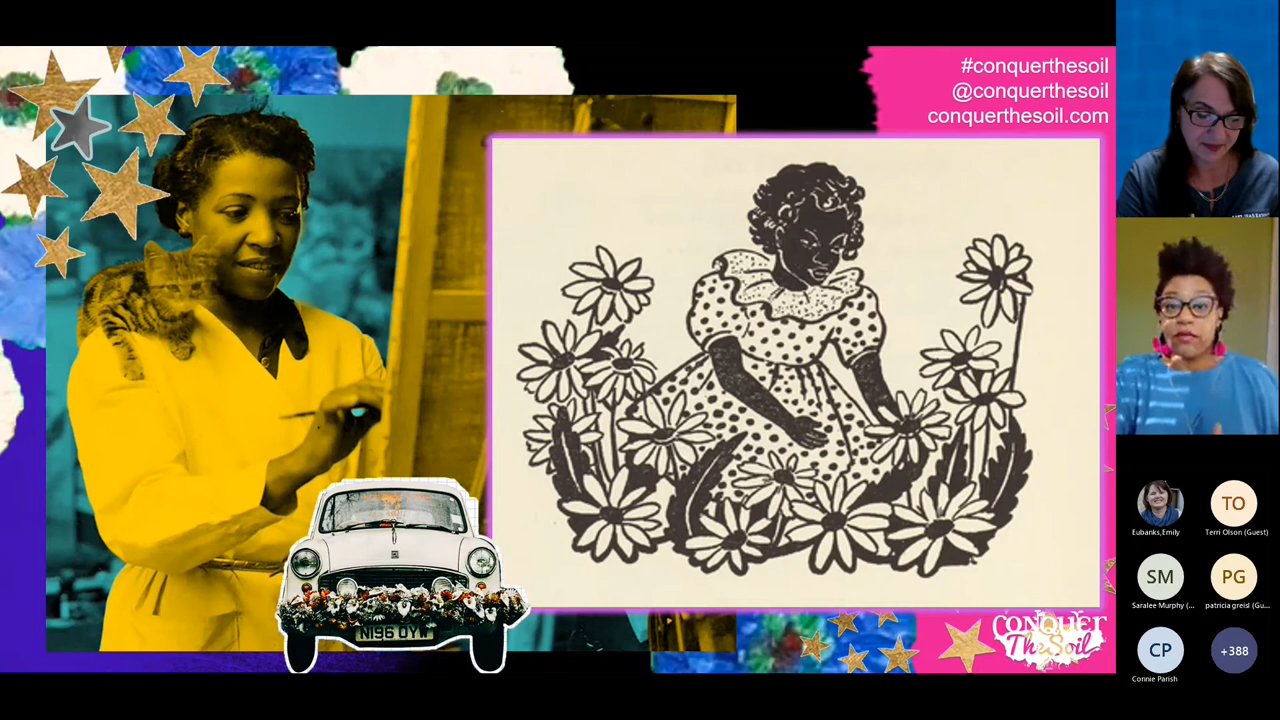 #conquerthesoil
@conquerthesoil
conquerthesoil.com
N196 OYW
CONQUER
The Soil
Eubanks,Emily
TO
Terri Olson (Guest)
SM
Saralee Murphy (...
PG
patricia greisl (Gu...
CP
Connie Parish
+388